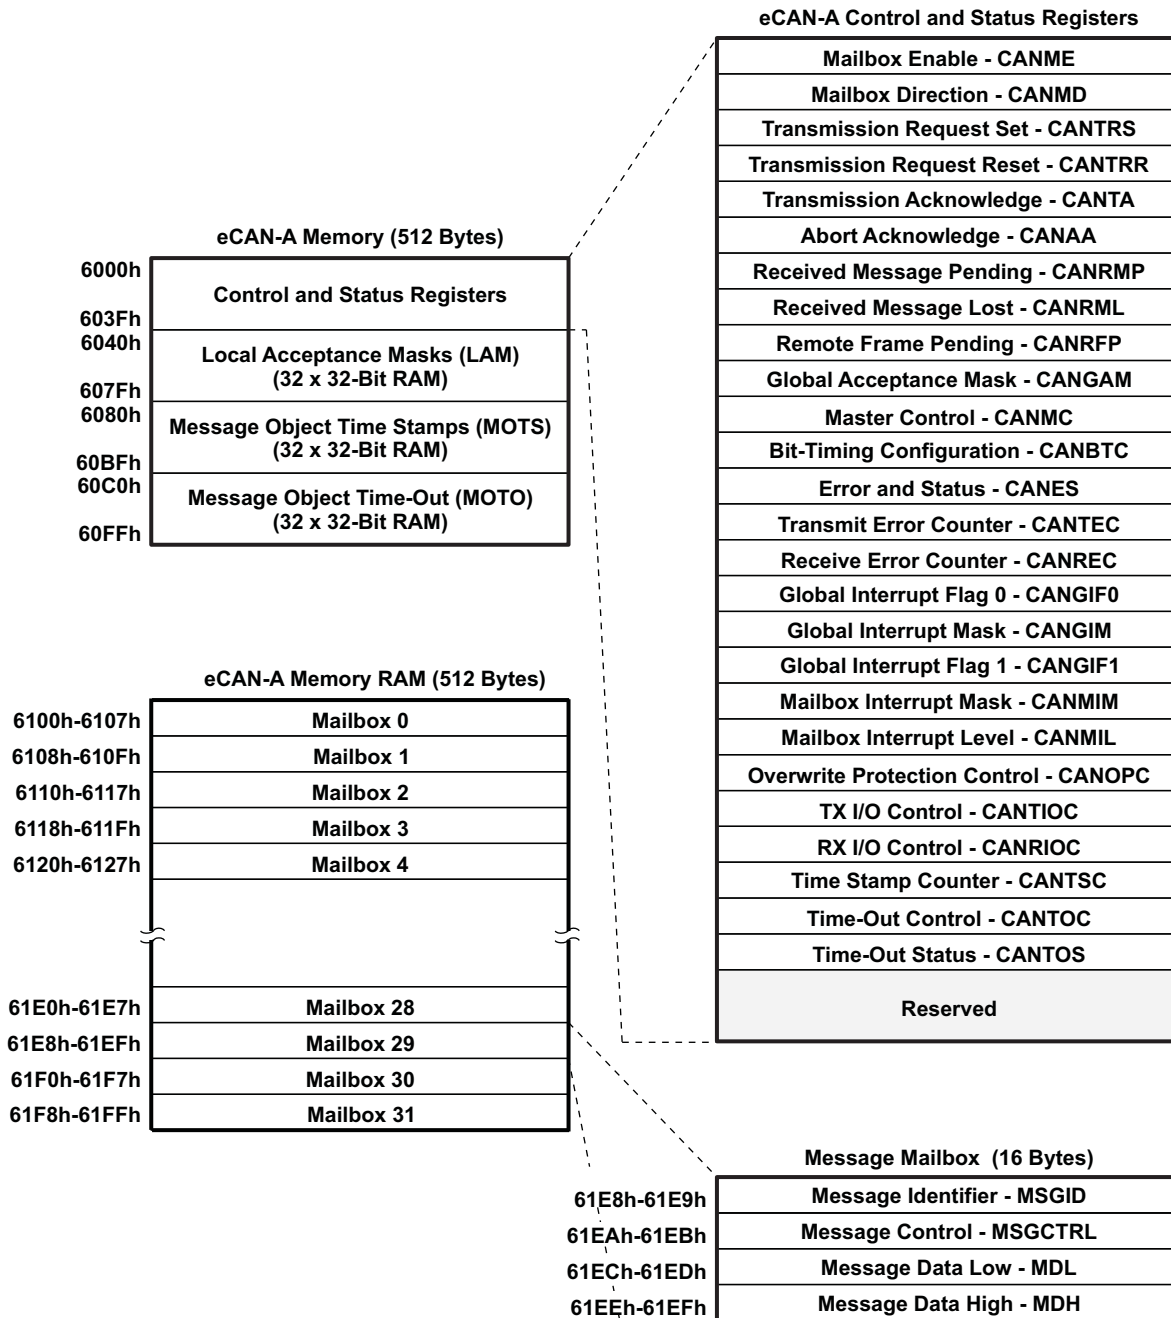 eCAN-A Control and Status Registers
Mailbox Enable - CANME
Mailbox Direction - CANMD
Transmission Request Set - CANTRS
Transmission Request Reset - CANTRR
Transmission Acknowledge - CANTA
Abort Acknowledge - CANAA
Received Message Pending - CANRMP
Received Message Lost - CANRML
Remote Frame Pending - CANRFP
Global Acceptance Mask - CANGAM
Master Control - CANMC
Bit-Timing Configuration - CANBTC
Error and Status - CANES
Transmit Error Counter - CANTEC
Receive Error Counter - CANREC
Global Interrupt Flag 0 - CANGIF0
Global Interrupt Mask - CANGIM
Global Interrupt Flag 1 - CANGIF1
Mailbox Interrupt Mask - CANMIM
Mailbox Interrupt Level - CANMIL
Overwrite Protection Control - CANOPC
TX I/O Control - CANTIOC
RX I/O Control - CANRIOC
Time Stamp Counter - CANTSC
Time-Out Control - CANTOC
Time-Out Status - CANTOS
Reserved
eCAN-A Memory (512 Bytes)
6000h
Control and Status Registers
603Fh
6040h
Local Acceptance Masks (LAM)
(32 x 32-Bit RAM)
607Fh
6080h
Message Object Time Stamps (MOTS)
(32 x 32-Bit RAM)
60BFh
60C0h
Message Object Time-Out (MOTO)
(32 x 32-Bit RAM)
60FFh
eCAN-A Memory RAM (512 Bytes)
6100h-6107h Mailbox 0
6108h-610Fh Mailbox 1
6110h-6117h Mailbox 2
6118h-611Fh Mailbox 3
6120h-6127h Mailbox 4
61E0h-61E7h Mailbox 28
61E8h-61EFh Mailbox 29
61F0h-61F7h Mailbox 30
61F8h-61FFh Mailbox 31
Message Mailbox (16 Bytes)
61E8h-61E9h Message Identifier - MSGID
61EAh-61EBh Message Control - MSGCTRL
61ECh-61EDh Message Data Low - MDL
61EEh-61EFh Message Data High - MDH